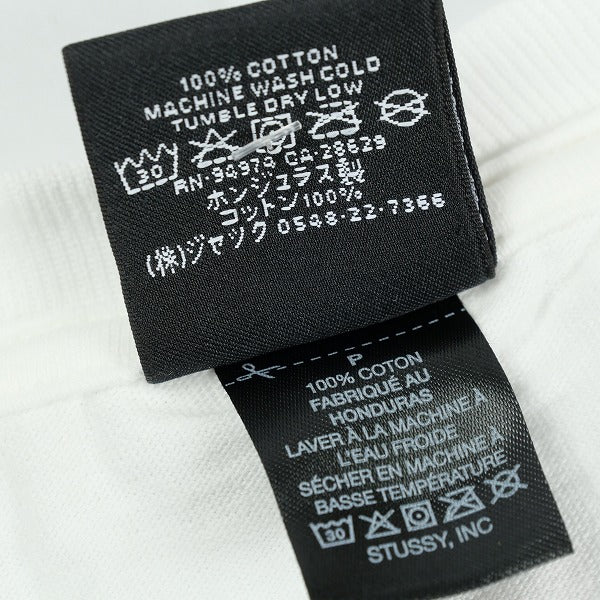 100% COTTON
MACHINE WASH COLD
TUMBLE DRY LOW
30
RN-94979 CA-28629
ホンジュラス製
コットン100%
(株)ジャック 0548-22-7366
P
100% COTON
FABRIQUÉ AU
HONDURAS
LAVER À LA MACHINE À
L'EAU FROIDE
SÉCHER EN MACHINE À
BASSE TEMPÉRATURE
30
STUSSY, INC